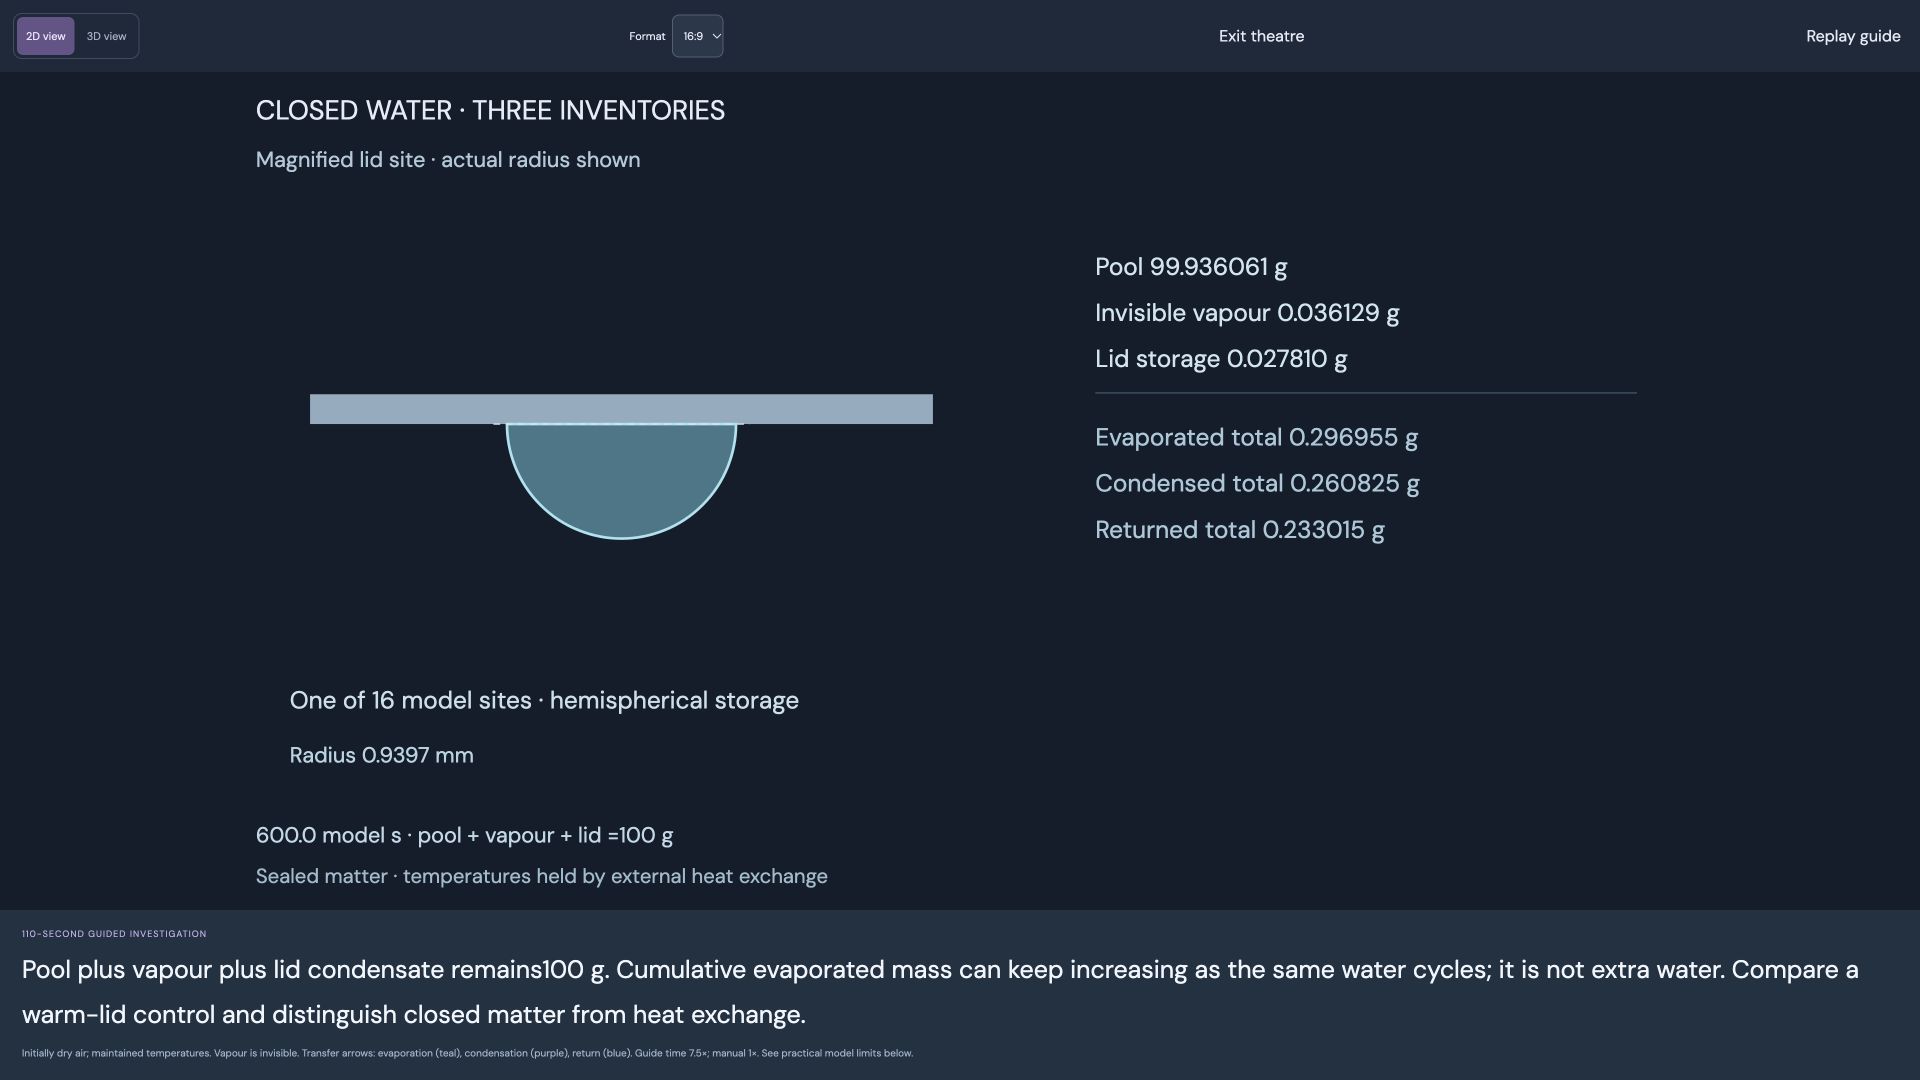 2D view
3D view
Format
16:9
Exit theatre
Replay guide
CLOSED WATER · THREE INVENTORIES
Magnified lid site · actual radius shown
Pool 99.936061 g
Invisible vapour 0.036129 g
Lid storage 0.027810 g
Evaporated total 0.296955 g
Condensed total 0.260825 g
Returned total 0.233015 g
One of 16 model sites · hemispherical storage
Radius 0.9397 mm
600.0 model s · pool + vapour + lid =100 g
Sealed matter · temperatures held by external heat exchange
110-SECOND GUIDED INVESTIGATION
Pool plus vapour plus lid condensate remains100 g. Cumulative evaporated mass can keep increasing as the same water cycles; it is not extra water. Compare a
warm-lid control and distinguish closed matter from heat exchange.
Initially dry air; maintained temperatures. Vapour is invisible. Transfer arrows: evaporation (teal), condensation (purple), return (blue). Guide time 7.5×; manual 1×. See practical model limits below.